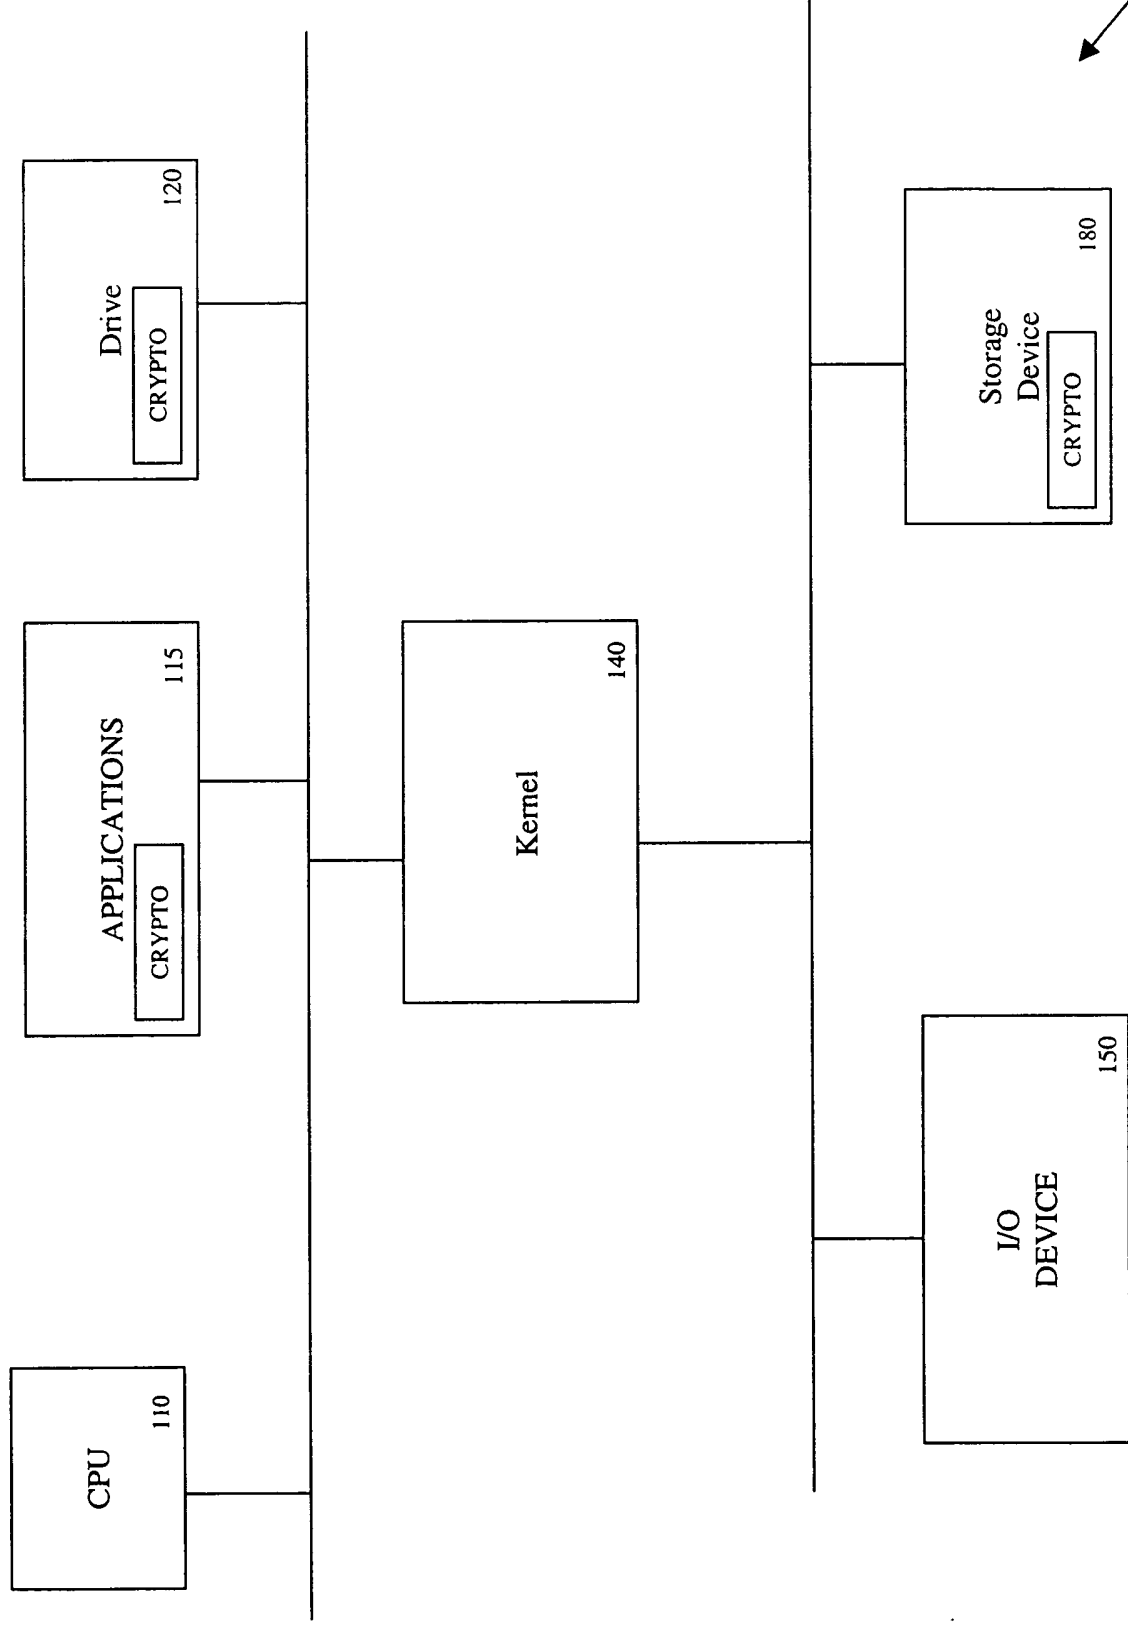 CPU
110
APPLICATIONS
CRYPTO
115
Drive
CRYPTO
120
Kernel
140
I/O
DEVICE
150
Storage
Device
CRYPTO
180